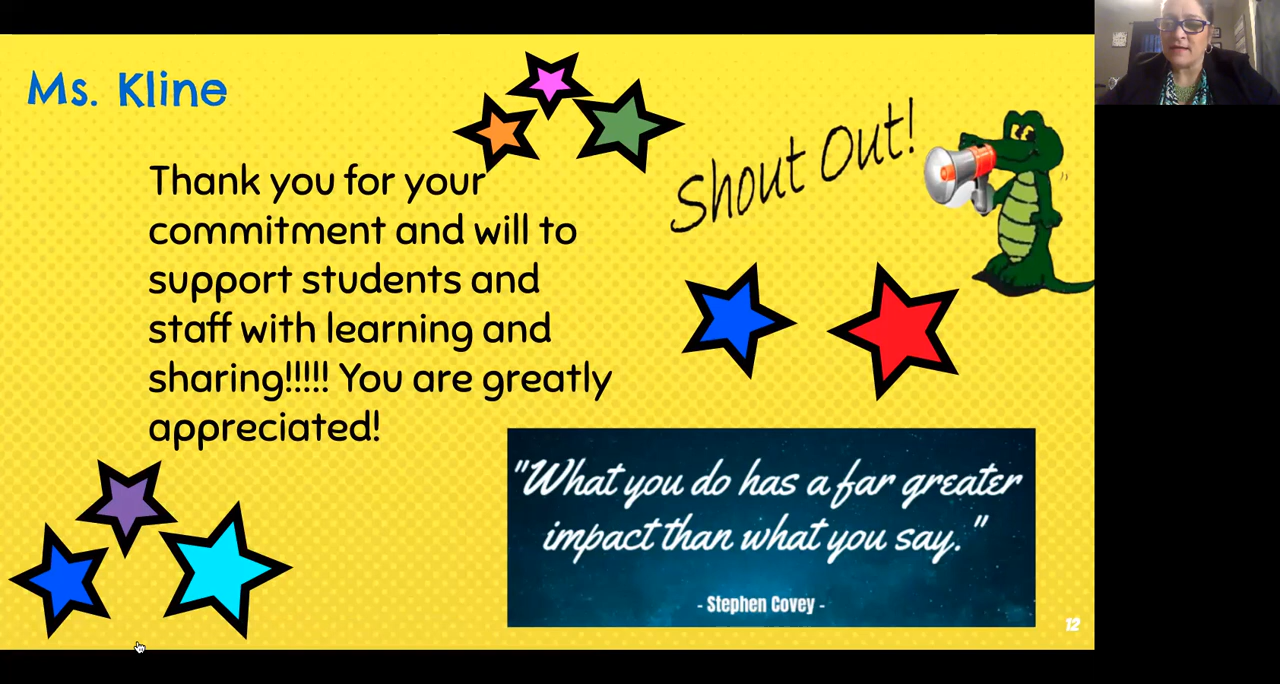 Ms. Kline
Shout Out!
Thank you for your
commitment and will to
support students and
staff with learning and
sharing!!!!! You are greatly
appreciated!
"What you do has a far greater
impact than what you say."
- Stephen Covey -
12